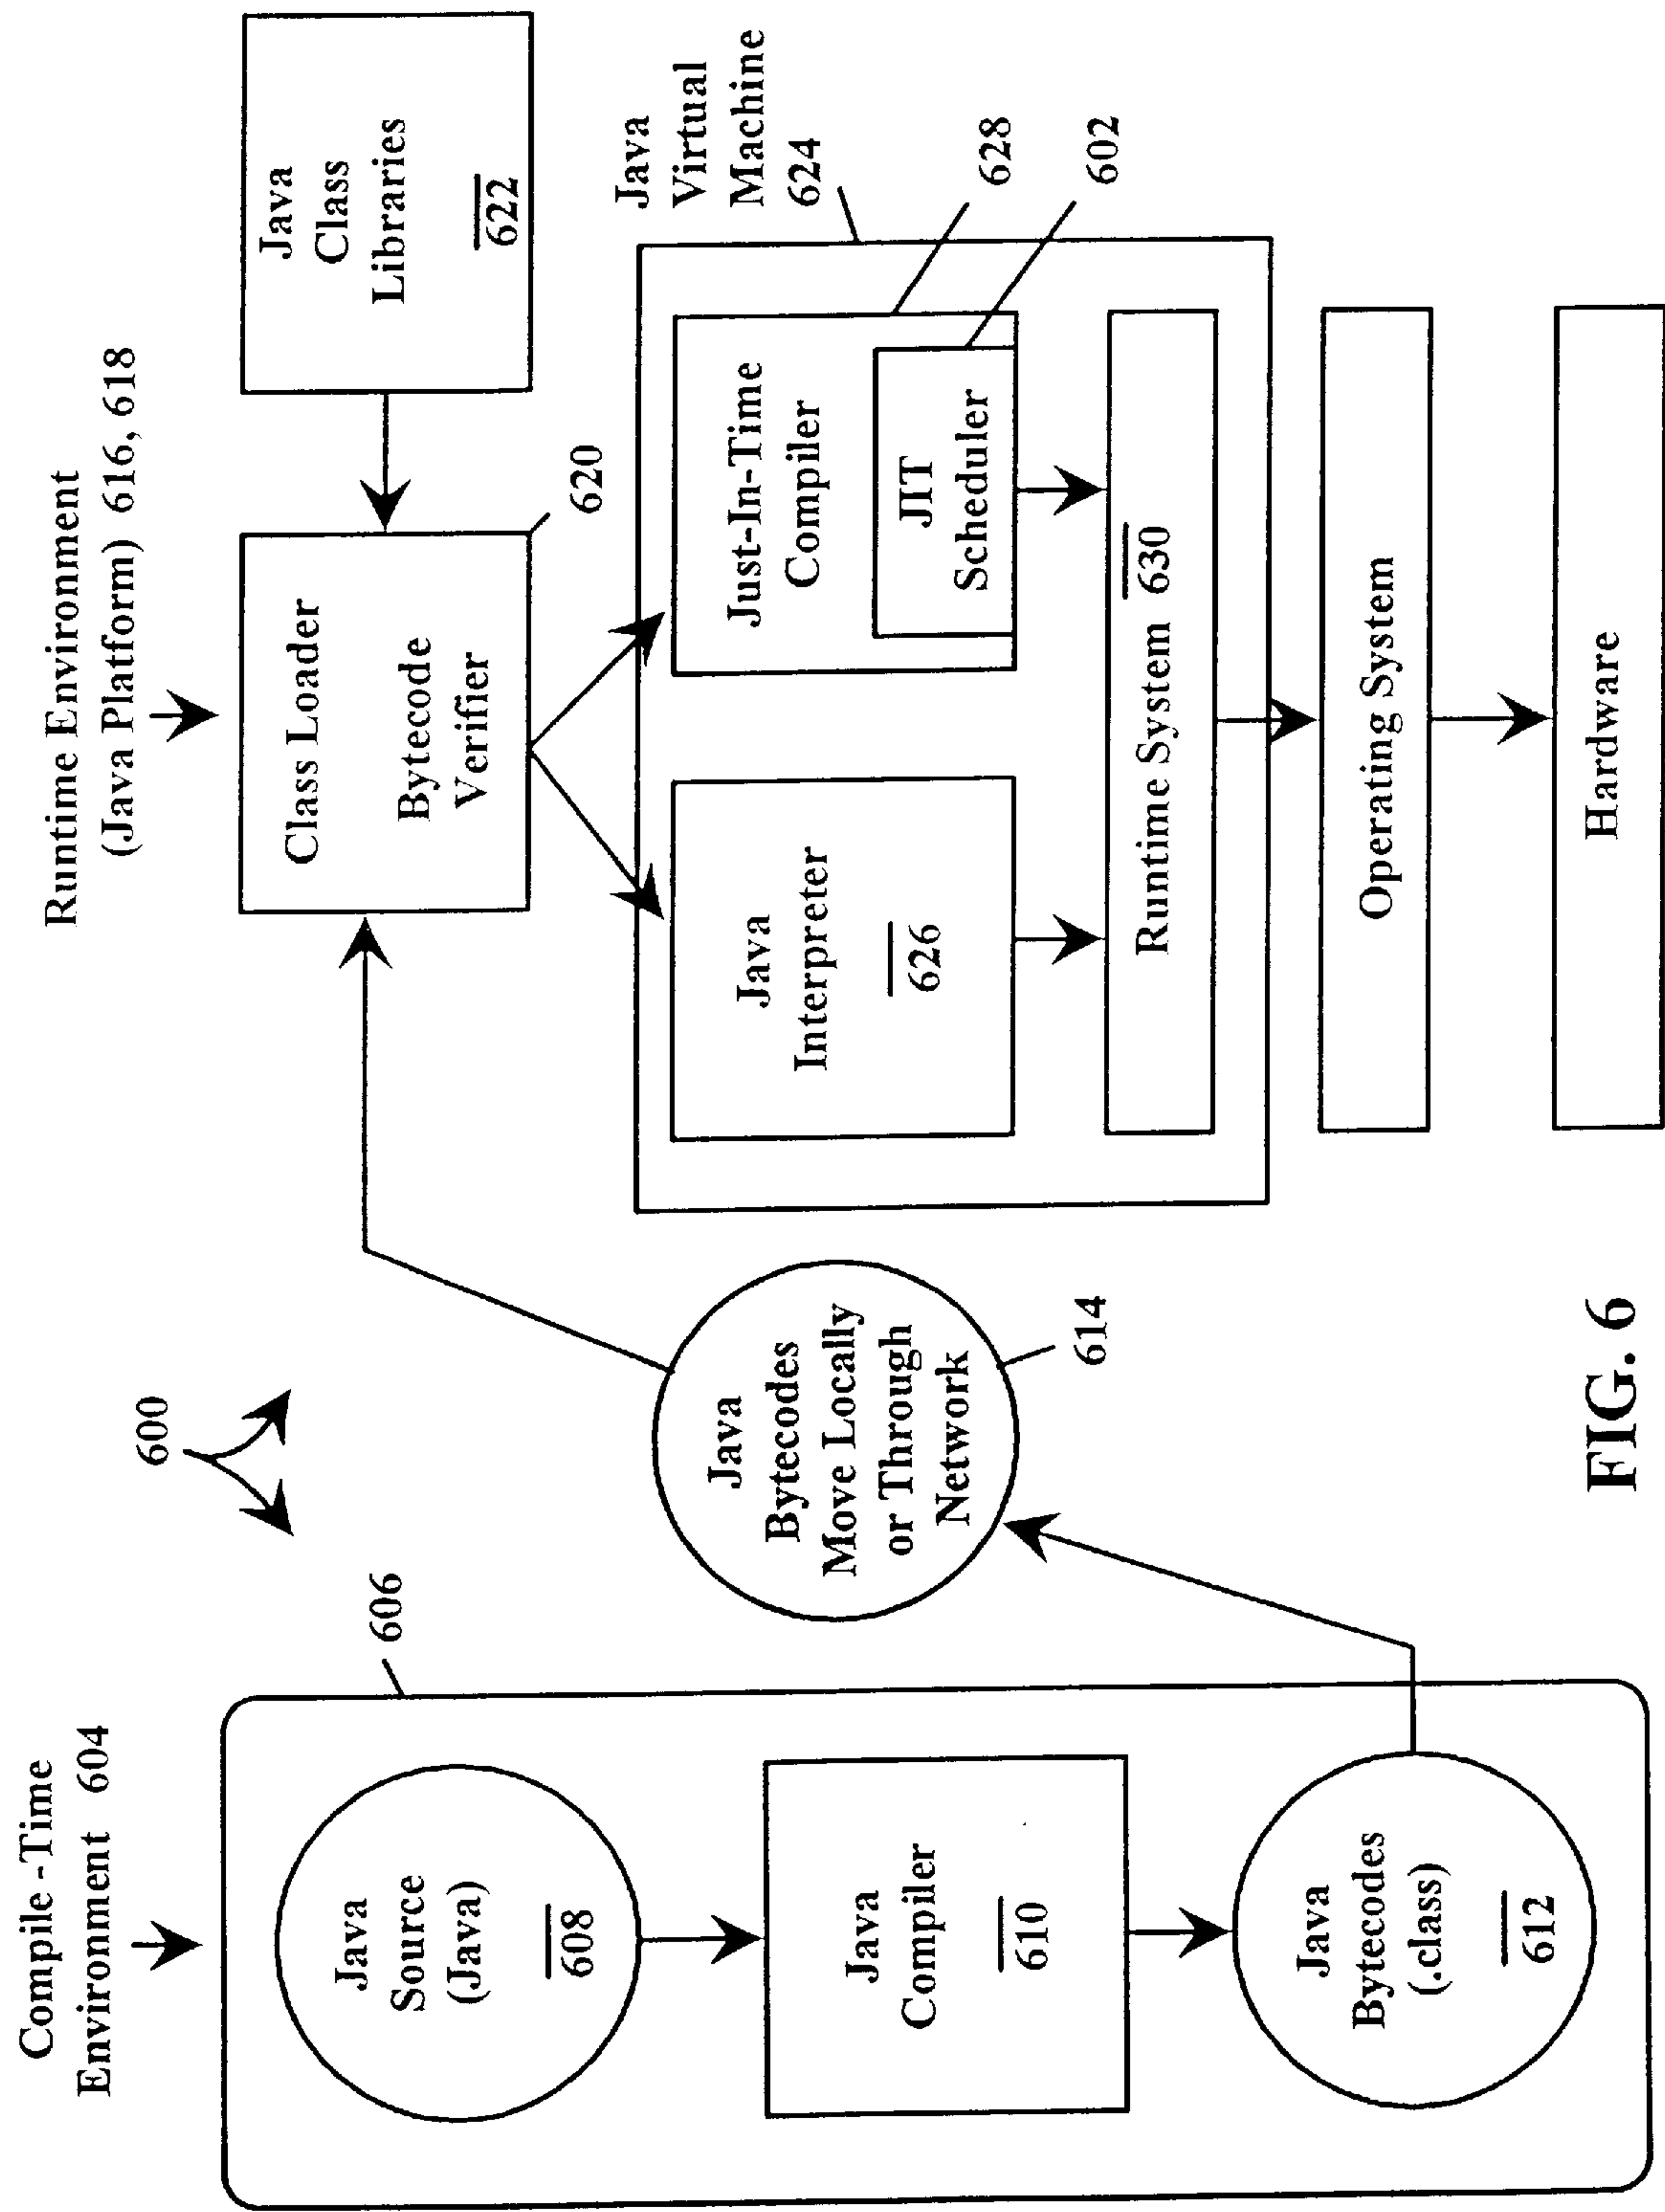 Compile-Time
Environment 604
606
Java
Source
(Java)
608
Java
Compiler
610
Java
Bytecodes
(.class)
612
600
Java
Bytecodes
Move Locally
or Through
Network
614
Runtime Environment
(Java Platform) 616, 618
Class Loader
Bytecode
Verifier
620
Java
Class
Libraries
622
Java
Virtual
Machine
624
Java
Interpreter
626
Just-In-Time
Compiler
628
JIT
Scheduler
602
Runtime System 630
Operating System
Hardware
FIG. 6